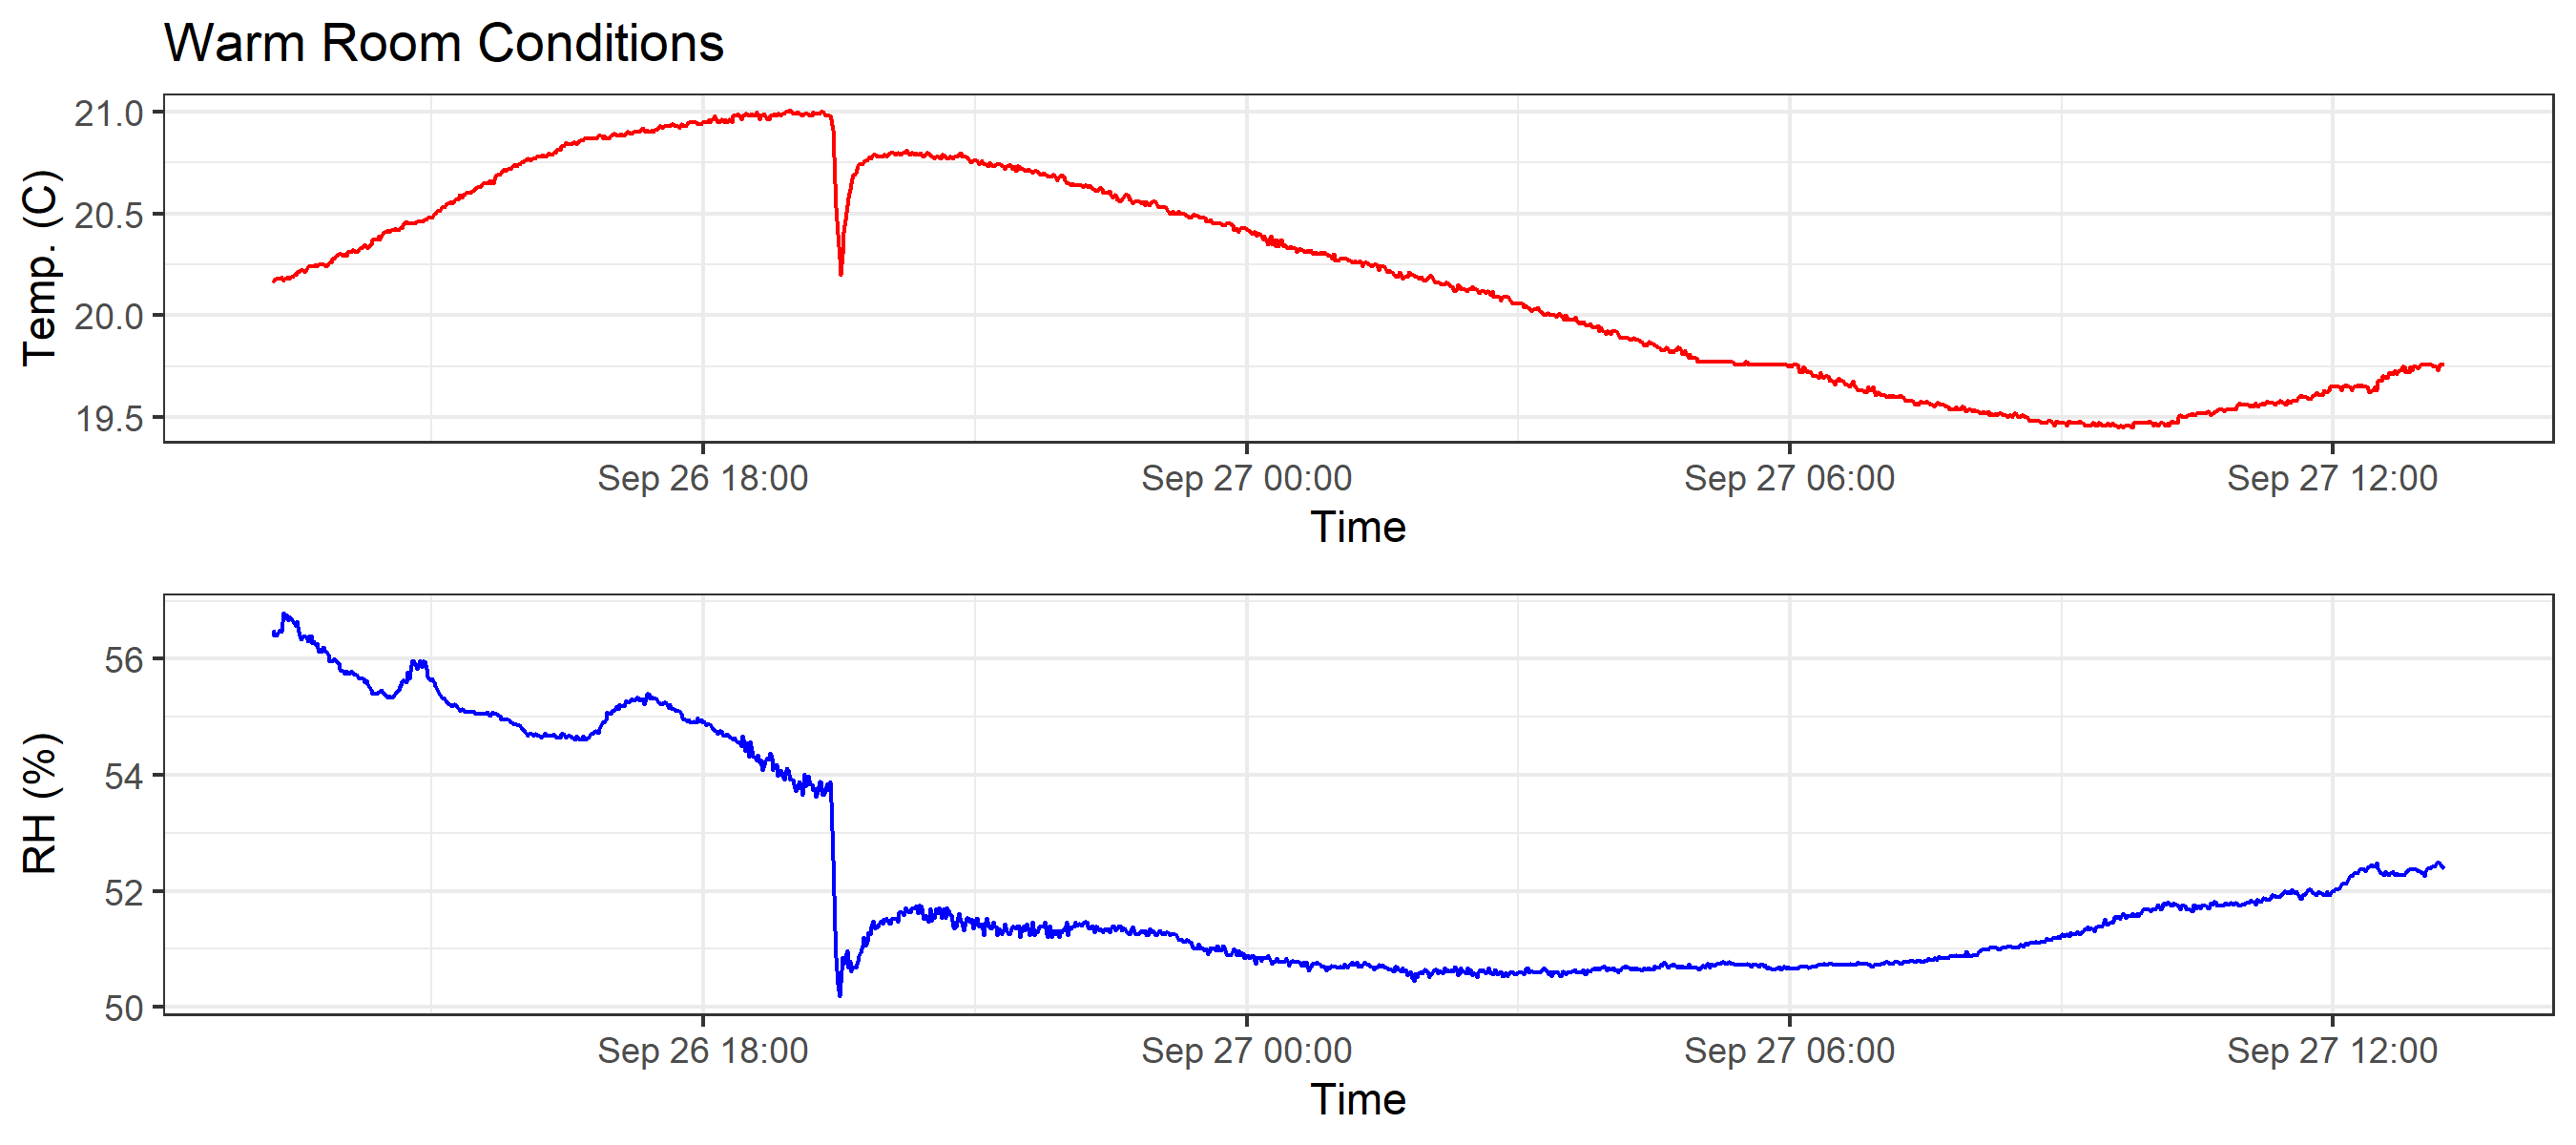 Warm Room Conditions
Temp. (C)
21.0
20.5
20.0
19.5
Sep 26 18:00 Sep 27 00:00 Sep 27 06:00 Sep 27 12:00
Time
RH (%)
56
54
52
50
Sep 26 18:00 Sep 27 00:00 Sep 27 06:00 Sep 27 12:00
Time